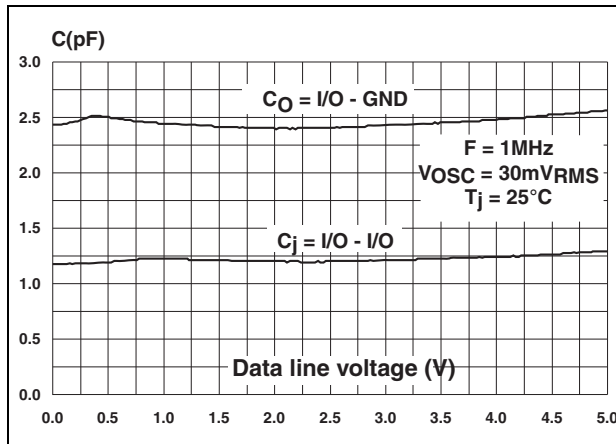 C(pF)
3.0
2.5
2.0
1.5
1.0
0.5
0.0
CO = I/O - GND
F = 1MHz
VOSC = 30mVRMS
Tj = 25°C
Cj = I/O - I/O
Data line voltage (V)
0.0 0.5 1.0 1.5 2.0 2.5 3.0 3.5 4.0 4.5 5.0